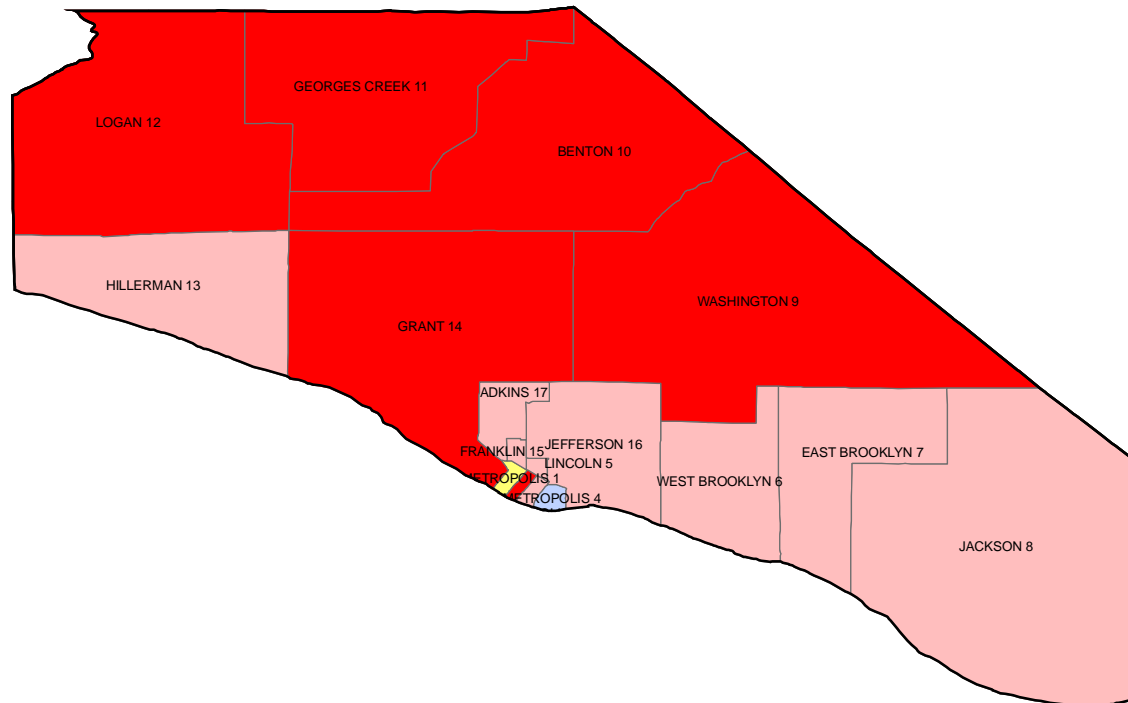 GEORGES CREEK 11
LOGAN 12
BENTON 10
HILLERMAN 13
WASHINGTON 9
GRANT 14
ADKINS 17
JEFFERSON 16
FRANKLIN 15
EAST BROOKLYN 7
LINCOLN 5
METROPOLIS 1
WEST BROOKLYN 6
METROPOLIS 4
JACKSON 8